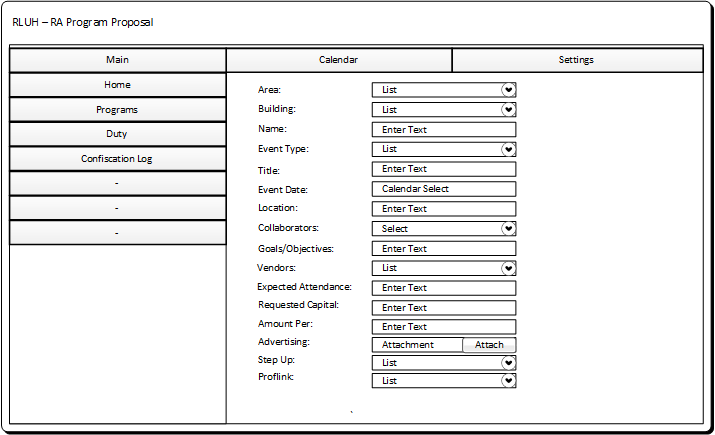 RLUH – RA Program Proposal
Main Calendar Settings
Home
Programs
Duty
Confiscation Log
-
-
-
Area: List
Building: List
Name: Enter Text
Event Type: List
Title: Enter Text
Event Date: Calendar Select
Location: Enter Text
Collaborators: Select
Goals/Objectives: Enter Text
Vendors: List
Expected Attendance: Enter Text
Requested Capital: Enter Text
Amount Per: Enter Text
Advertising: Attachment Attach
Step Up: List
Proflink: List
`